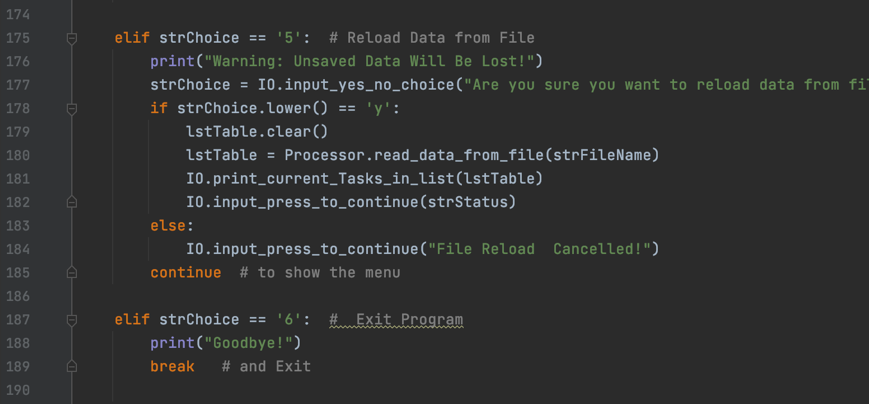 174
175 elif strChoice == '5':  # Reload Data from File
176 print("Warning: Unsaved Data Will Be Lost!")
177 strChoice = IO.input_yes_no_choice("Are you sure you want to reload data from fil
178 if strChoice.lower() == 'y':
179 lstTable.clear()
180 lstTable = Processor.read_data_from_file(strFileName)
181 IO.print_current_Tasks_in_list(lstTable)
182 IO.input_press_to_continue(strStatus)
183 else:
184 IO.input_press_to_continue("File Reload  Cancelled!")
185 continue  # to show the menu
186
187 elif strChoice == '6':  #  Exit Program
188 print("Goodbye!")
189 break   # and Exit
190